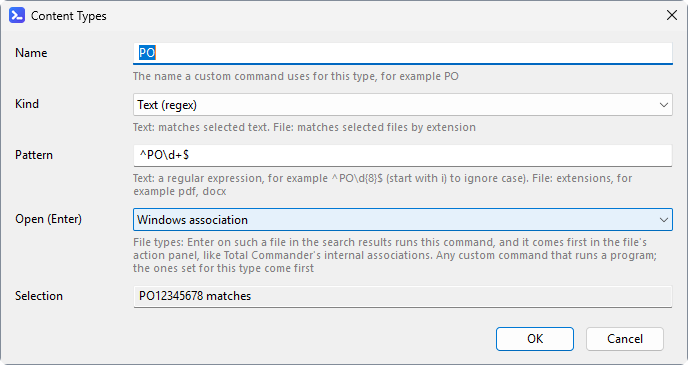 Content Types
Name
PO
The name a custom command uses for this type, for example PO
Kind
Text (regex)
Text: matches selected text. File: matches selected files by extension
Pattern
^PO\d+$
Text: a regular expression, for example ^PO\d{8}$ (start with i) to ignore case). File: extensions, for
example pdf, docx
Open (Enter)
Windows association
File types: Enter on such a file in the search results runs this command, and it comes first in the file's
action panel, like Total Commander's internal associations. Any custom command that runs a program;
the ones set for this type come first
Selection
PO12345678 matches
OK
Cancel